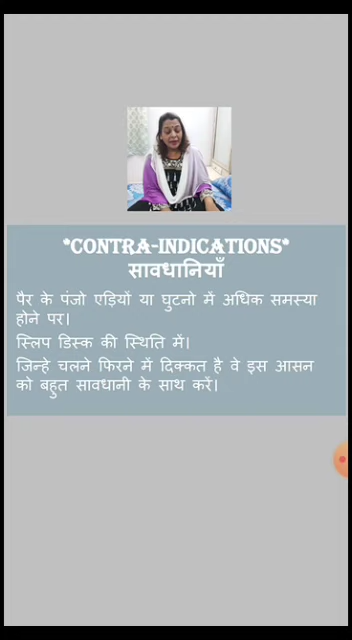 *CONTRA-INDICATIONS*
सावधानियाँ
पैर के पंजो एड़ियों या घुटनो में अधिक समस्या
होने पर।
स्लिप डिस्क की स्थिति में।
जिन्हे चलने फिरने में दिक्कत है वे इस आसन
को बहुत सावधानी के साथ करें।